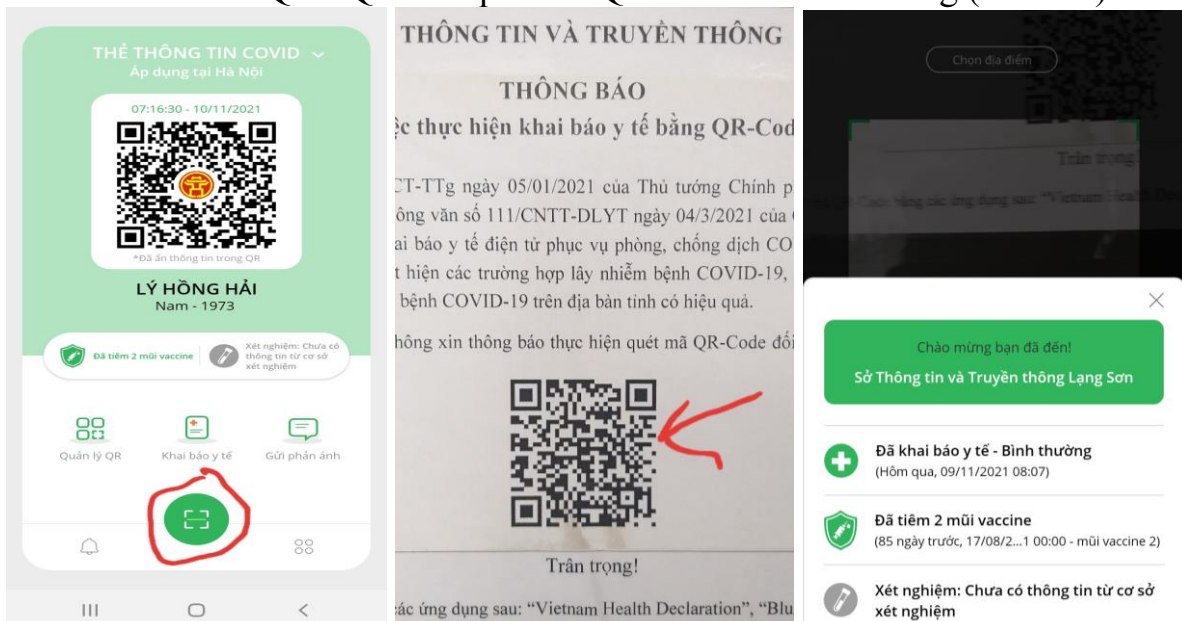 THẺ THÔNG TIN COVID
Áp dụng tại Hà Nội
07:16:30 - 10/11/2021
*Đã ẩn thông tin trong QR
LÝ HỒNG HẢI
Nam - 1973
Đã tiêm 2 mũi vaccine
Xét nghiệm: Chưa có
thông tin từ cơ sở
xét nghiệm
Quản lý QR
Khai báo y tế
Gửi phản ánh
THÔNG TIN VÀ TRUYỀN THÔNG
THÔNG BÁO
ệc thực hiện khai báo y tế bằng QR-Cod
CT-TTg ngày 05/01/2021 của Thủ tướng Chính p
ông văn số 111/CNTT-DLYT ngày 04/3/2021 của
ai báo y tế điện tử phục vụ phòng, chống dịch CO
t hiện các trường hợp lây nhiễm bệnh COVID-19,
bệnh COVID-19 trên địa bàn tỉnh có hiệu quả.
hông xin thông báo thực hiện quét mã QR-Code đối
Trân trọng!
ác ứng dụng sau: “Vietnam Health Declaration”, “Blu
Chọn địa điểm
Trân trọng!
bằng các ứng dụng sau: “Vietnam Health
Chào mừng bạn đã đến!
Sở Thông tin và Truyền thông Lạng Sơn
Đã khai báo y tế - Bình thường
(Hôm qua, 09/11/2021 08:07)
Đã tiêm 2 mũi vaccine
(85 ngày trước, 17/08/2...1 00:00 - mũi vaccine 2)
Xét nghiệm: Chưa có thông tin từ cơ sở
xét nghiệm